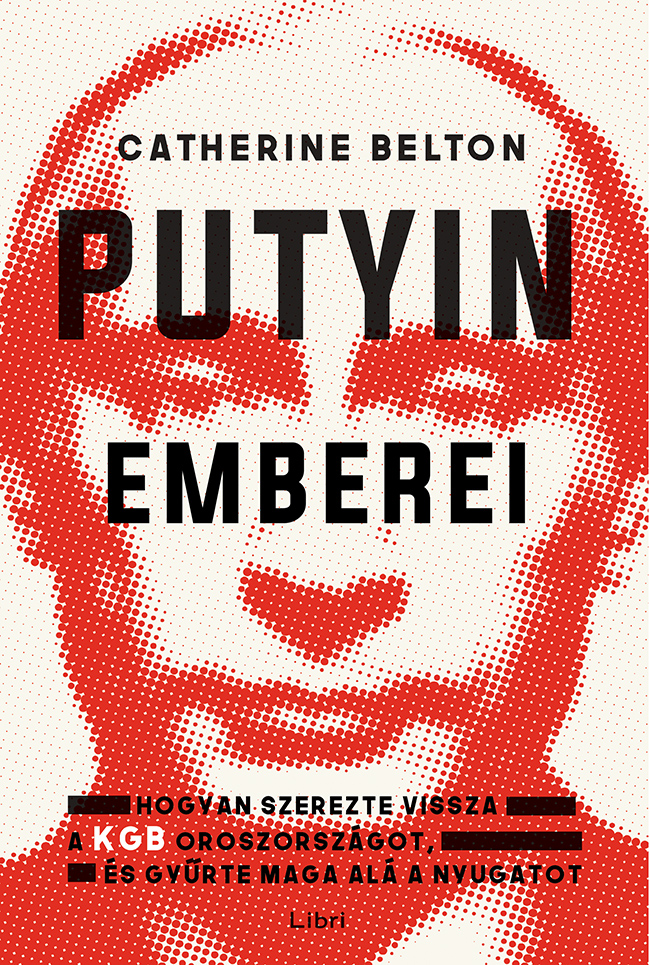 CATHERINE BELTON
PUTYIN
EMBEREI
HOGYAN SZEREZTE VISSZA
A KGB OROSZORSZÁGOT,
ÉS GYŰRTE MAGA ALÁ A NYUGATOT
Libri